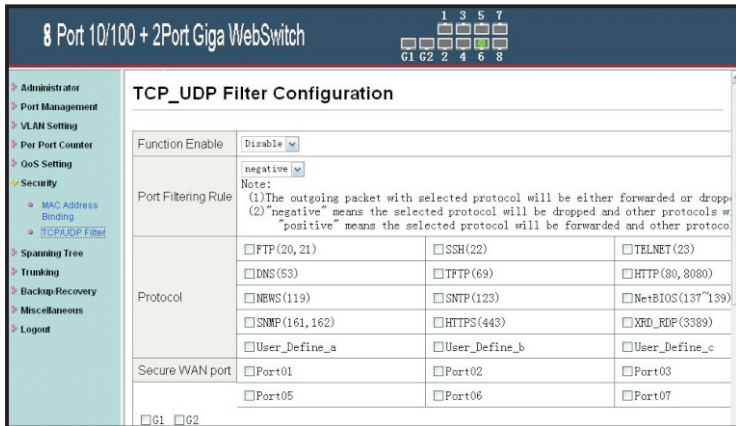 8 Port 10/100 + 2Port Giga WebSwitch
1 3 5 7
G1 G2 2 4 6 8
Administrator
Port Management
VLAN Setting
Per Port Counter
QoS Setting
Security
MAC Address
Binding
TCP/UDP Filter
Spanning Tree
Trunking
Backup/Recovery
Miscellaneous
Logout
TCP_UDP Filter Configuration
Function Enable Disable
Port Filtering Rule negative
Note:
(1)The outgoing packet with selected protocol will be either forwarded or
(2)"negative" means the selected protocol will be dropped and other protocols
"positive" means the selected protocol will be forwarded and other
Protocol
FTP(20,21) SSH(22) TELNET(23)
DNS(53) TFTP(69) HTTP(80,8080)
NEWS(119) SNTP(123) NetBIOS(137~139)
SNMP(161,162) HTTPS(443) XRD_RDP(3389)
User_Define_a User_Define_b User_Define_c
Secure WAN port Port01 Port02 Port03
Port05 Port06 Port07
G1 G2